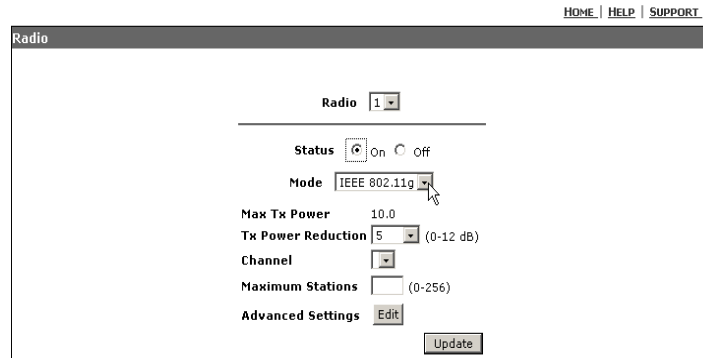 HOME | HELP | SUPPORT
Radio
Radio 1
Status On Off
Mode IEEE 802.11g
Max Tx Power 10.0
Tx Power Reduction 5 (0-12 dB)
Channel
Maximum Stations (0-256)
Advanced Settings Edit
Update